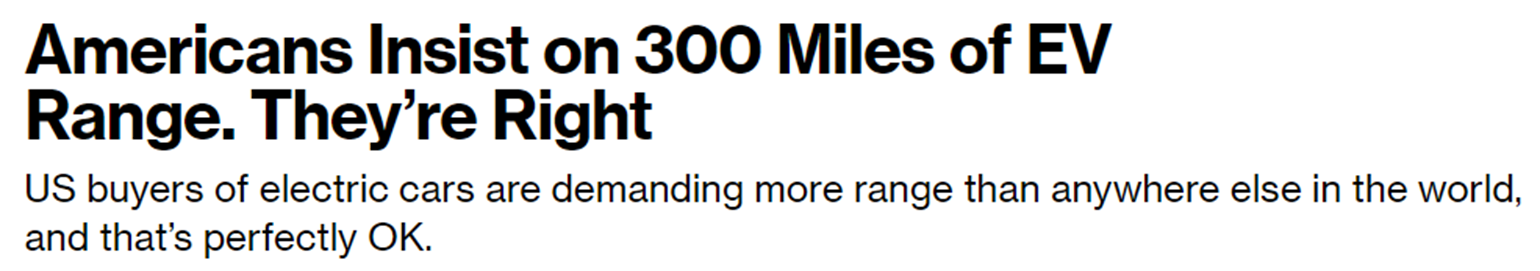 Americans Insist on 300 Miles of EV
Range. They’re Right
US buyers of electric cars are demanding more range than anywhere else in the world,
and that’s perfectly OK.